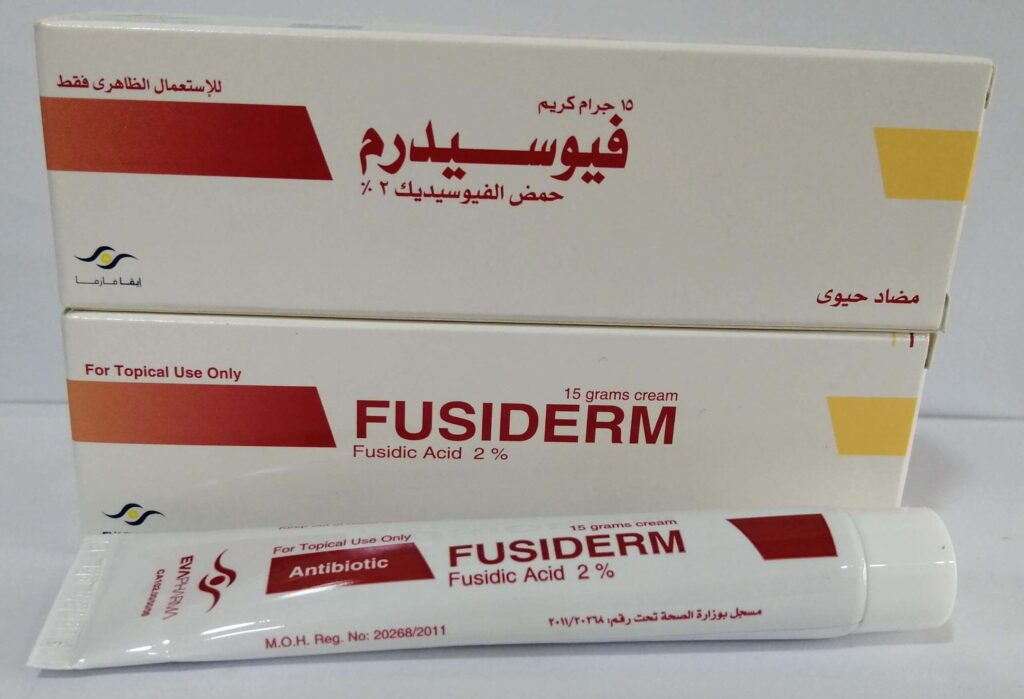 للإستعمال الظاهرى فقط
١٥ جرام كريم
فيوسيدرم
حمض الفيوسيديك ٢ ٪
إيفا فارما
مضاد حيوى
For Topical Use Only
15 grams cream
FUSIDERM
Fusidic Acid 2 %
15 grams cream
For Topical Use Only
Antibiotic
FUSIDERM
Fusidic Acid 2 %
EVAPHARMA
M.O.H. Reg. No: 20268/2011
مسجل بوزارة الصحة تحت رقم: ٢٠١١/٢٠٢٦٨